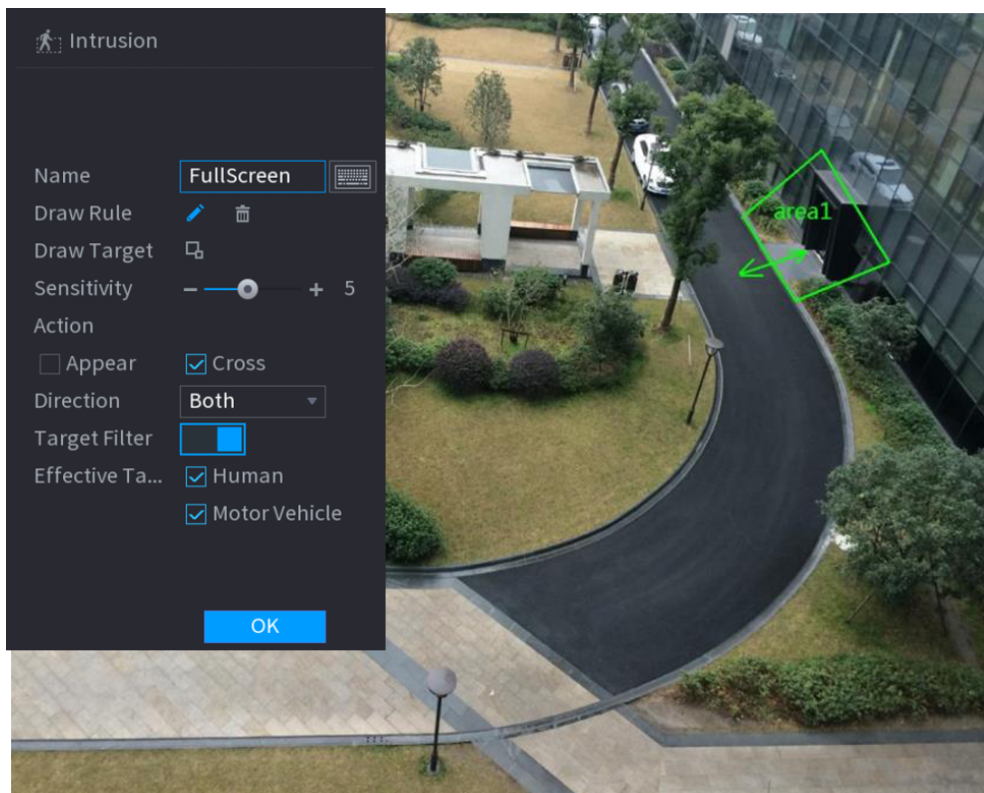 Intrusion
Name FullScreen
Draw Rule
Draw Target
Sensitivity 5
Action
Appear Cross
Direction Both
Target Filter
Effective Ta... Human
Motor Vehicle
OK
area1